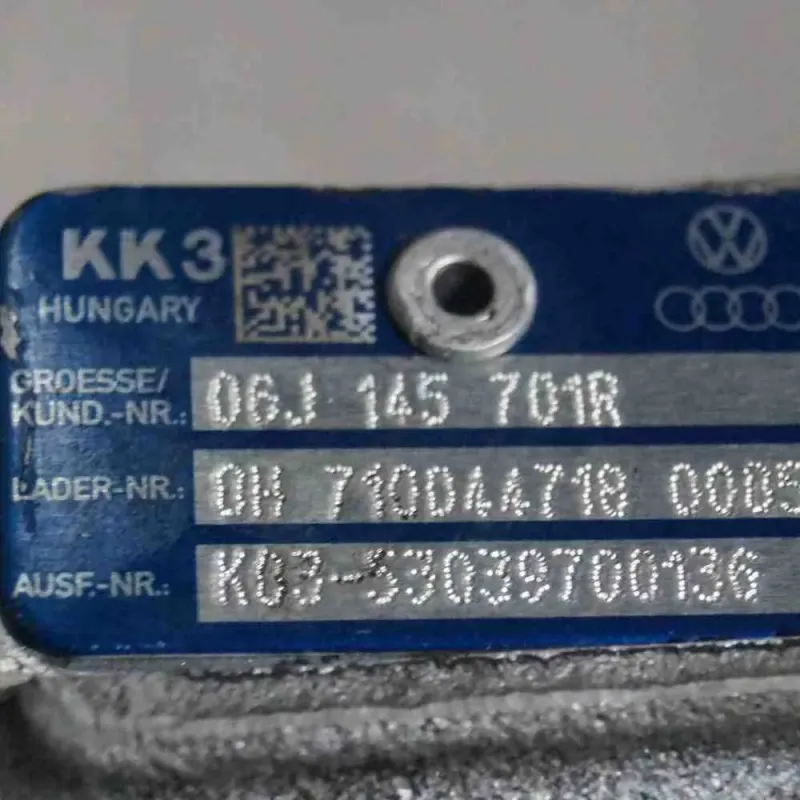 KK3
HUNGARY
GROESSE/
KUND.-NR.: 06J 145 701R
LADER-NR.: 0H 710D44718 0005
AUSF.-NR.: K03-53039700136